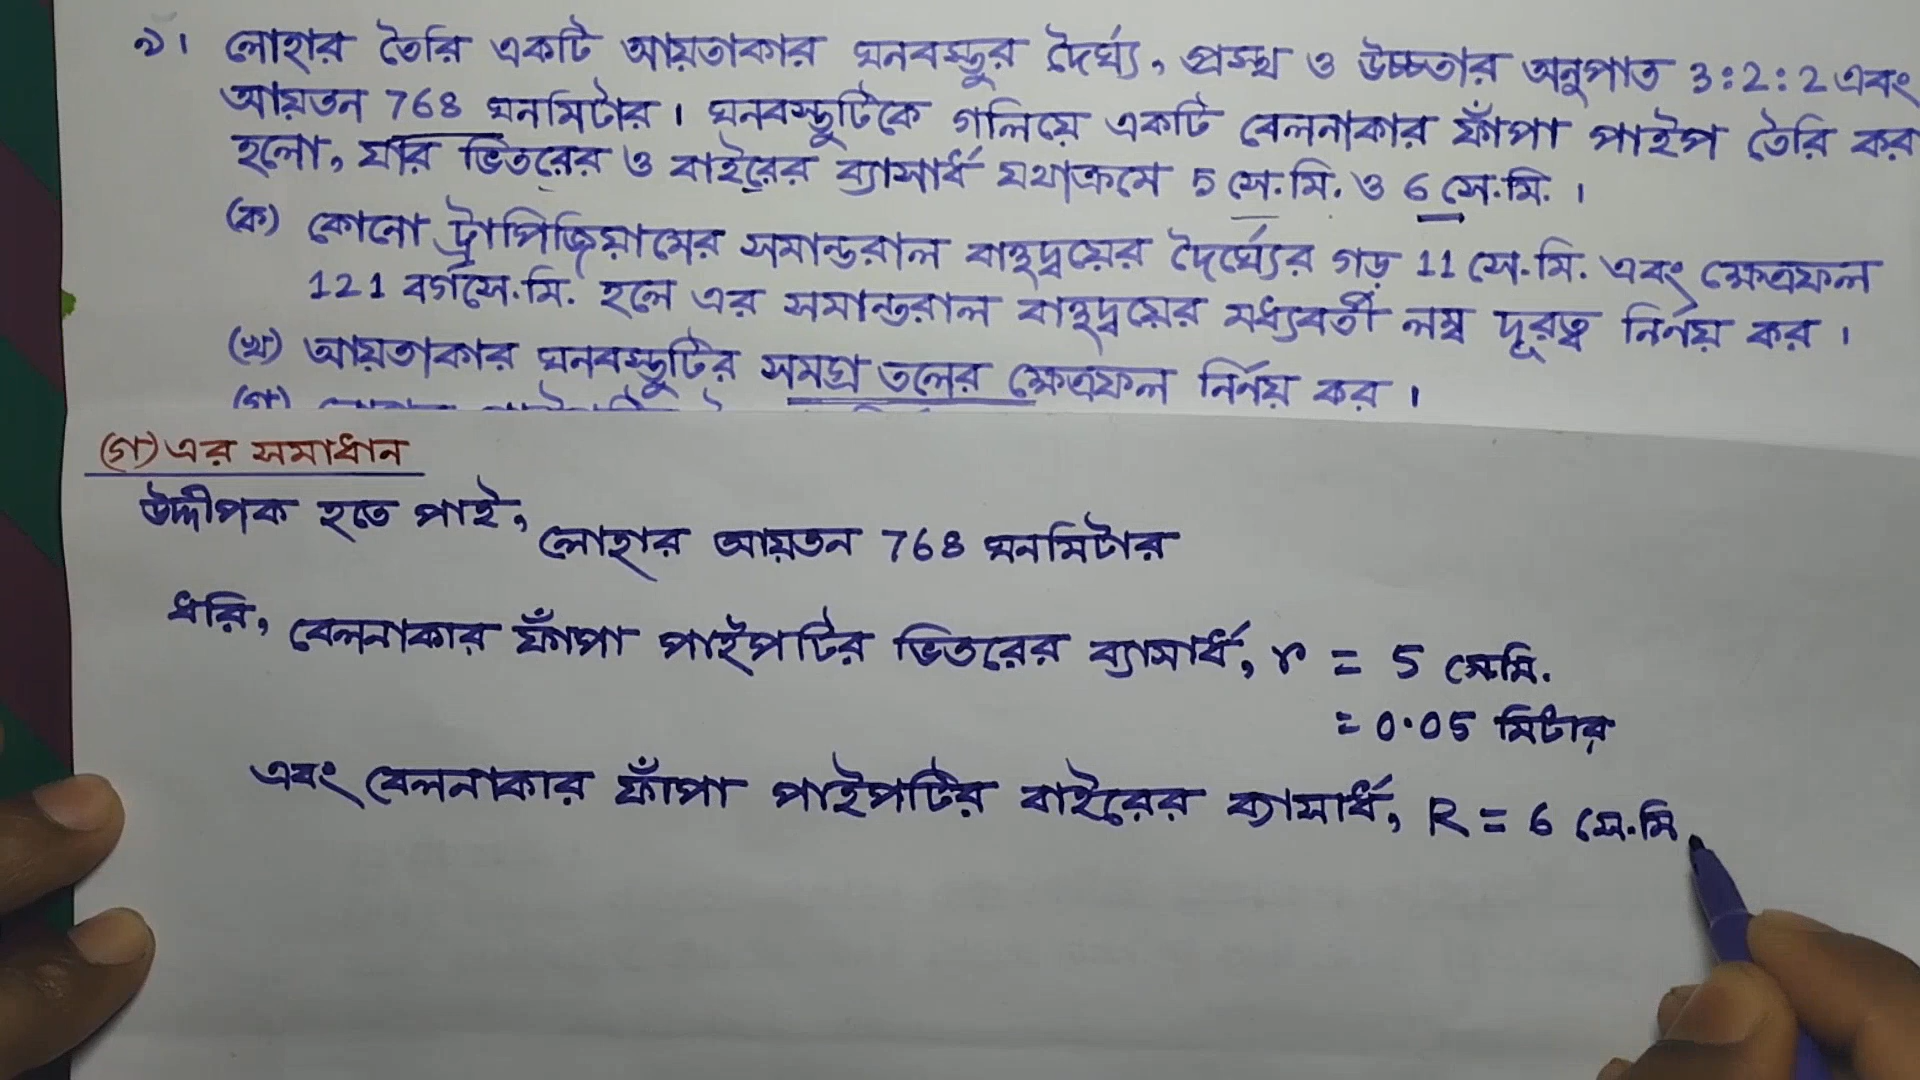 ৯। লোহার তৈরি একটি আয়তাকার ঘনবস্তুর দৈর্ঘ্য, প্রস্থ ও উচ্চতার অনুপাত 3:2:2 এবং
আয়তন 768 ঘনমিটার। ঘনবস্তুটিকে গলিয়ে একটি বেলনাকার ফাঁপা পাইপ তৈরি কর
হলো, যার ভিতরের ও বাইরের ব্যাসার্ধ যথাক্রমে 5 সে.মি. ও 6 সে.মি.।
(ক) কোনো ট্রাপিজিয়ামের সমান্তরাল বাহুদ্বয়ের দৈর্ঘ্যের গড় 11 সে.মি. এবং ক্ষেত্রফল
121 বর্গসে.মি. হলে এর সমান্তরাল বাহুদ্বয়ের মধ্যবর্তী লম্ব দূরত্ব নির্ণয় কর।
(খ) আয়তাকার ঘনবস্তুটির সমগ্র তলের ক্ষেত্রফল নির্ণয় কর।
(গ)
(গ) এর সমাধান
উদ্দীপক হতে পাই,
লোহার আয়তন 768 ঘনমিটার
ধরি, বেলনাকার ফাঁপা পাইপটির ভিতরের ব্যাসার্ধ, r = 5 সেমি.
= 0.05 মিটার
এবং বেলনাকার ফাঁপা পাইপটির বাইরের ব্যাসার্ধ, R = 6 সে.মি